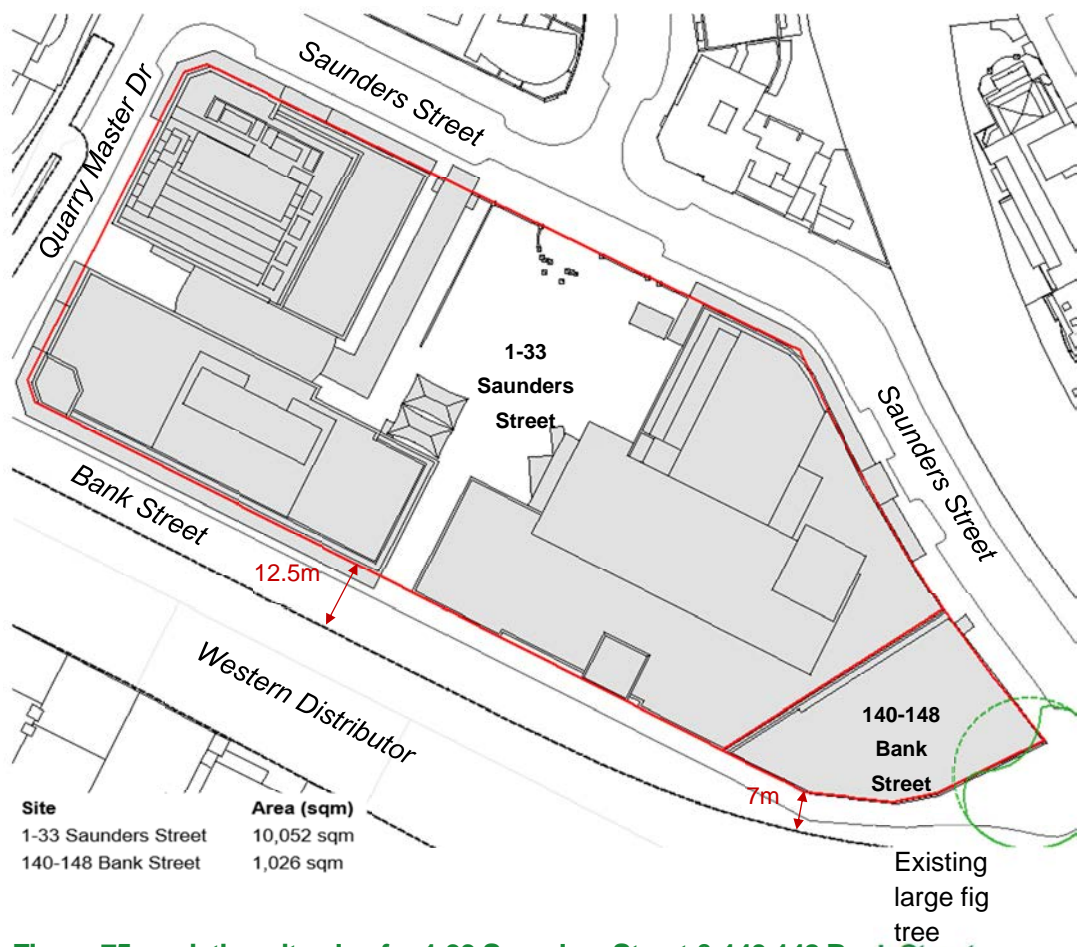 Saunders Street
Quarry Master Dr
1-33
Saunders
Street
Saunders Street
Bank Street
12.5m
Western Distributor
140-148
Bank
Street
7m
Site Area (sqm)
1-33 Saunders Street 10,052 sqm
140-148 Bank Street 1,026 sqm
Existing
large fig
tree